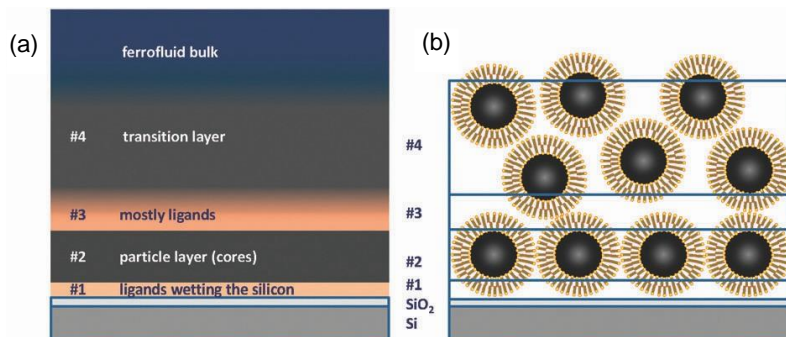 (a)
ferrofluid bulk
#4 transition layer
#3 mostly ligands
#2 particle layer (cores)
#1 ligands wetting the silicon
(b)
#4
#3
#2
#1
SiO₂
Si